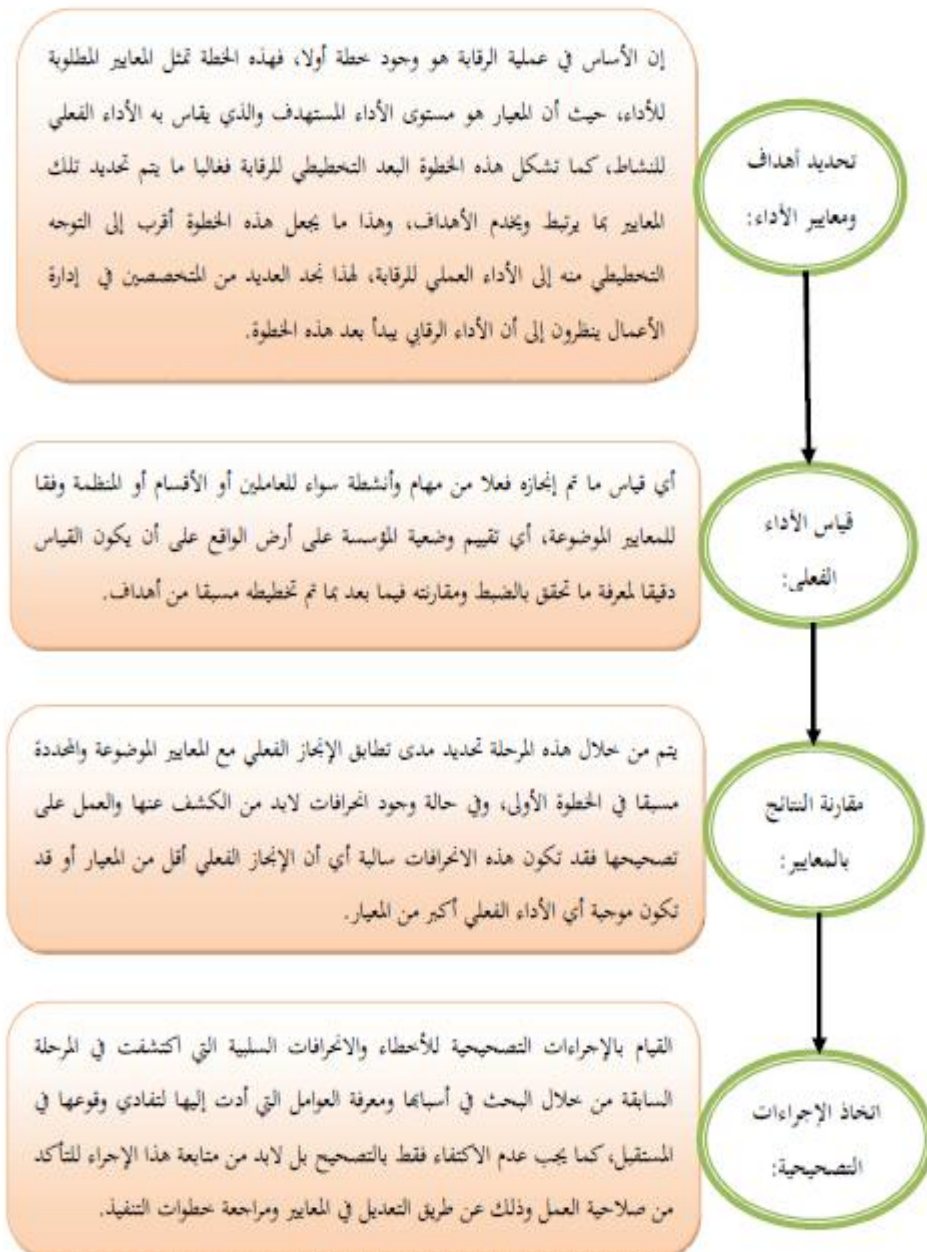 تحديد أهداف
ومعايير الأداء:
إن الأساس في عملية الرقابة هو وجود خطة أولا، فهذه الخطة تمثل المعايير المطلوبة
للأداء، حيث أن المعيار هو مستوى الأداء المستهدف والذي يقاس به الأداء الفعلي
للنشاط، كما تشكل هذه الخطوة البعد التخطيطي للرقابة فغالبا ما يتم تحديد تلك
المعايير بما يرتبط ويخدم الأهداف، وهذا ما يجعل هذه الخطوة أقرب إلى التوجه
التخطيطي منه إلى الأداء العملي للرقابة، لهذا نجد العديد من المتخصصين في إدارة
الأعمال ينظرون إلى أن الأداء الرقابي يبدأ بعد هذه الخطوة.
قياس الأداء
الفعلي:
أي قياس ما تم إنجازه فعلا من مهام وأنشطة سواء للعاملين أو الأقسام أو المنظمة وفقا
للمعايير الموضوعة، أي تقييم وضعية المؤسسة على أرض الواقع على أن يكون القياس
دقيقا لمعرفة ما تحقق بالضبط ومقارنته فيما بعد بما تم تخطيطه مسبقا من أهداف.
مقارنة النتائج
بالمعايير:
يتم من خلال هذه المرحلة تحديد مدى تطابق الإنجاز الفعلي مع المعايير الموضوعة والمحددة
مسبقا في الخطوة الأولى، وفي حالة وجود انحرافات لابد من الكشف عنها والعمل على
تصحيحها فقد تكون هذه الانحرافات سالبة أي أن الإنجاز الفعلي أقل من المعيار أو قد
تكون موجبة أي الأداء الفعلي أكبر من المعيار.
اتخاذ الإجراءات
التصحيحية:
القيام بالإجراءات التصحيحية للأخطاء والانحرافات السلبية التي اكتشفت في المرحلة
السابقة من خلال البحث في أسبابها ومعرفة العوامل التي أدت إليها لتفادي وقوعها في
المستقبل، كما يجب عدم الاكتفاء فقط بالتصحيح بل لابد من متابعة هذا الإجراء للتأكد
من صلاحية العمل وذلك عن طريق التعديل في المعايير ومراجعة خطوات التنفيذ.